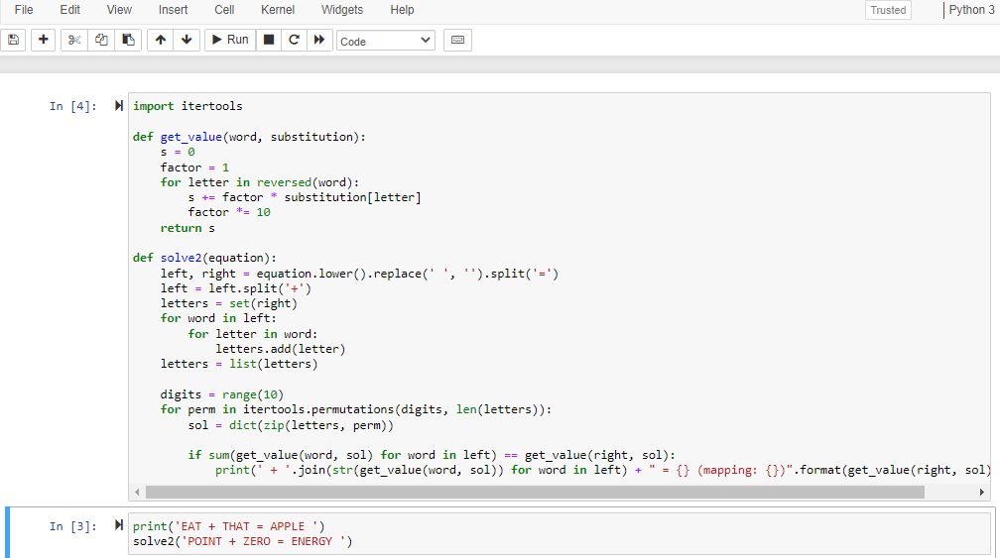 File Edit View Insert Cell Kernel Widgets Help Trusted Python 3
Run Code
In [4]: import itertools
def get_value(word, substitution):
    s = 0
    factor = 1
    for letter in reversed(word):
        s += factor * substitution[letter]
        factor *= 10
    return s
def solve2(equation):
    left, right = equation.lower().replace(' ', '').split('=')
    left = left.split('+')
    letters = set(right)
    for word in left:
        for letter in word:
            letters.add(letter)
    letters = list(letters)
    digits = range(10)
    for perm in itertools.permutations(digits, len(letters)):
        sol = dict(zip(letters, perm))
        if sum(get_value(word, sol) for word in left) == get_value(right, sol):
            print(' + '.join(str(get_value(word, sol)) for word in left) + " = {} (mapping: {})".format(get_value(right, sol)
In [3]: print('EAT + THAT = APPLE ')
solve2('POINT + ZERO = ENERGY ')